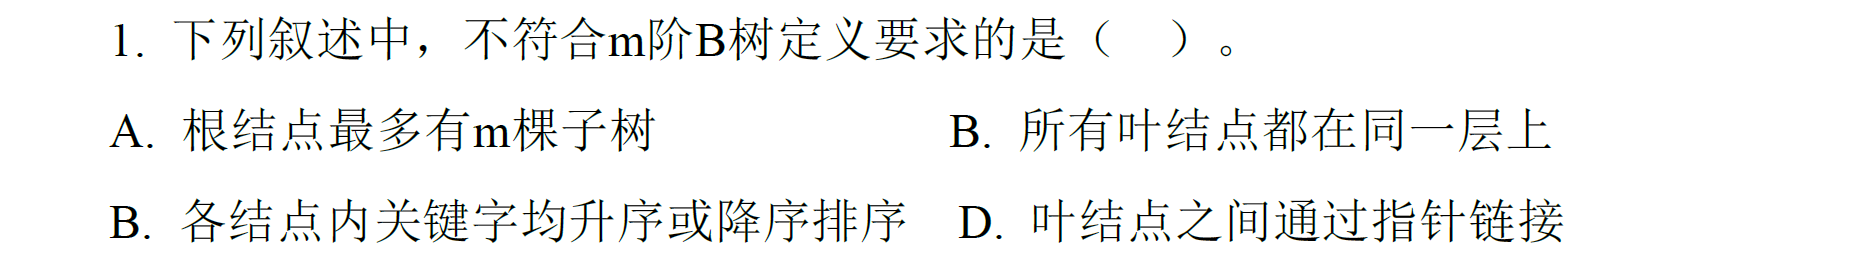 1. 下列叙述中，不符合m阶B树定义要求的是（　）。
A. 根结点最多有m棵子树 B. 所有叶结点都在同一层上
B. 各结点内关键字均升序或降序排序 D. 叶结点之间通过指针链接